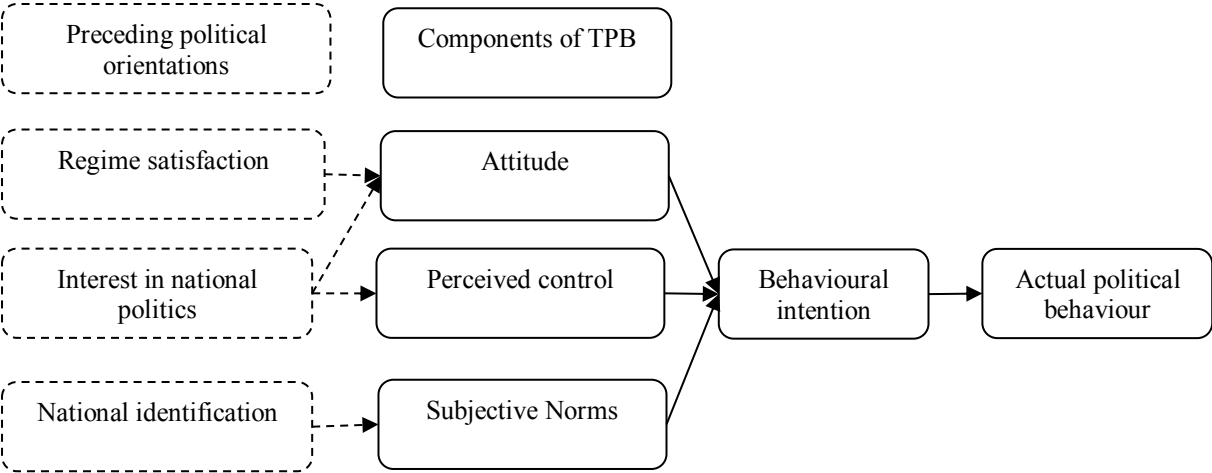 Preceding political
orientations
Components of TPB
Regime satisfaction
Attitude
Interest in national
politics
Perceived control
Behavioural
intention
Actual political
behaviour
National identification
Subjective Norms